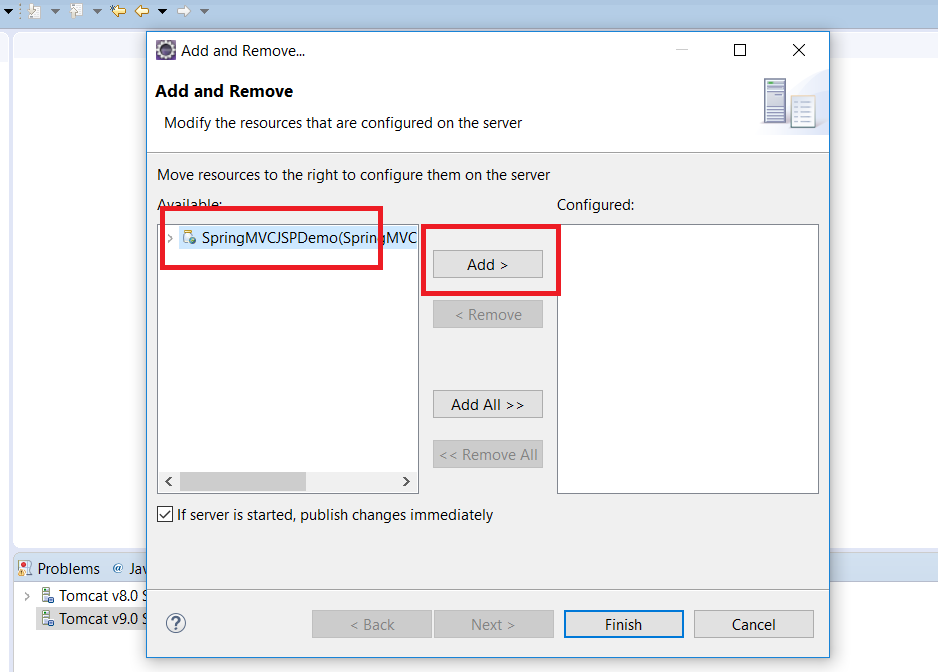 Add and Remove...
Add and Remove
Modify the resources that are configured on the server
Move resources to the right to configure them on the server
Available:
Configured:
SpringMVCJSPDemo(SpringMVC
Add >
< Remove
Add All >>
<< Remove All
If server is started, publish changes immediately
Problems @ Jav
Tomcat v8.0 S
Tomcat v9.0 S
< Back
Next >
Finish
Cancel